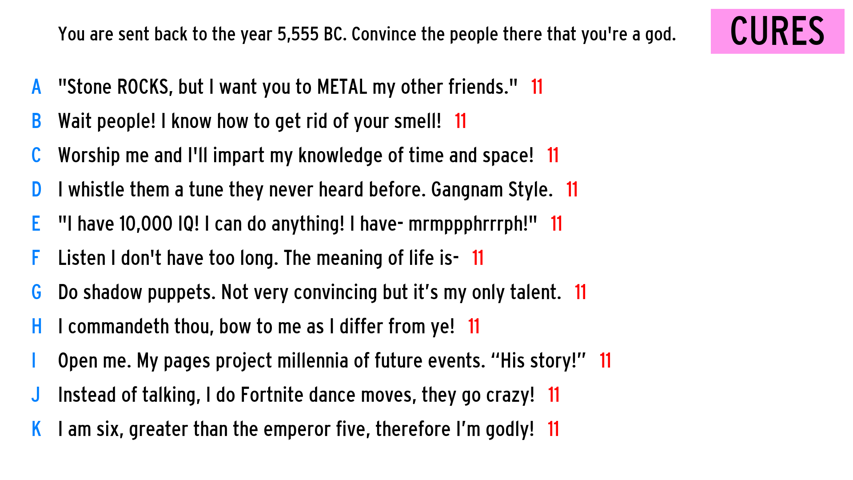 You are sent back to the year 5,555 BC. Convince the people there that you're a god.
CURES
A "Stone ROCKS, but I want you to METAL my other friends." 11
B Wait people! I know how to get rid of your smell! 11
C Worship me and I'll impart my knowledge of time and space! 11
D I whistle them a tune they never heard before. Gangnam Style. 11
E "I have 10,000 IQ! I can do anything! I have- mrmppphrrrph!" 11
F Listen I don't have too long. The meaning of life is- 11
G Do shadow puppets. Not very convincing but it’s my only talent. 11
H I commandeth thou, bow to me as I differ from ye! 11
I Open me. My pages project millennia of future events. “His story!” 11
J Instead of talking, I do Fortnite dance moves, they go crazy! 11
K I am six, greater than the emperor five, therefore I’m godly! 11